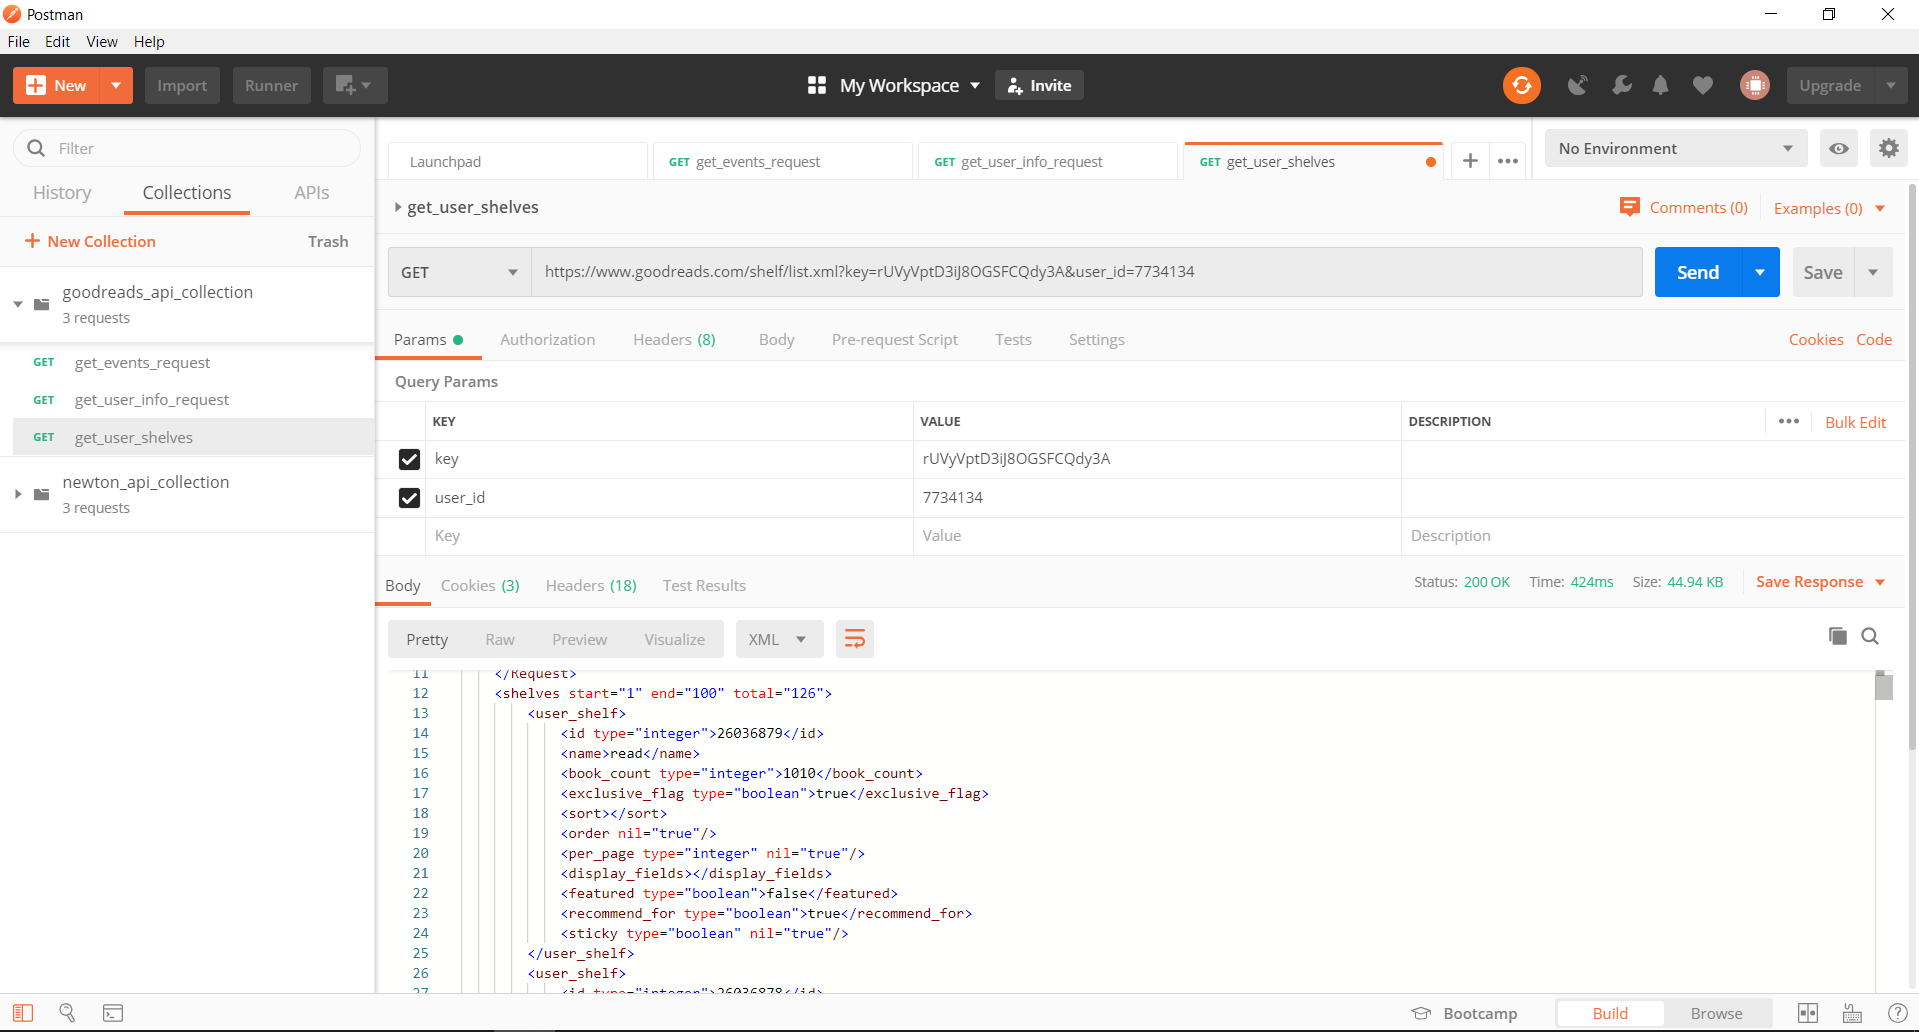 Postman
File Edit View Help
New Import Runner My Workspace Invite Upgrade
Filter
History Collections APIs
New Collection Trash
goodreads_api_collection
3 requests
GET get_events_request
GET get_user_info_request
GET get_user_shelves
newton_api_collection
3 requests
Launchpad GET get_events_request GET get_user_info_request GET get_user_shelves No Environment
get_user_shelves Comments (0) Examples (0)
GET https://www.goodreads.com/shelf/list.xml?key=rUVyVptD3iJ8OGSFCQdy3A&user_id=7734134 Send Save
Params Authorization Headers (8) Body Pre-request Script Tests Settings Cookies Code
Query Params
KEY VALUE DESCRIPTION Bulk Edit
key rUVyVptD3iJ8OGSFCQdy3A
user_id 7734134
Key Value Description
Body Cookies (3) Headers (18) Test Results Status: 200 OK Time: 424ms Size: 44.94 KB Save Response
Pretty Raw Preview Visualize XML
11 </Request>
12 <shelves start="1" end="100" total="126">
13 <user_shelf>
14 <id type="integer">26036879</id>
15 <name>read</name>
16 <book_count type="integer">1010</book_count>
17 <exclusive_flag type="boolean">true</exclusive_flag>
18 <sort></sort>
19 <order nil="true"/>
20 <per_page type="integer" nil="true"/>
21 <display_fields></display_fields>
22 <featured type="boolean">false</featured>
23 <recommend_for type="boolean">true</recommend_for>
24 <sticky type="boolean" nil="true"/>
25 </user_shelf>
26 <user_shelf>
27 <id type="integer">26036878</id>
Bootcamp Build Browse